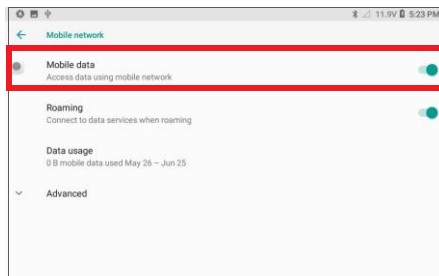 11.9V 5:23 PM
Mobile network
Mobile data
Access data using mobile network
Roaming
Connect to data services when roaming
Data usage
0 B mobile data used May 26 – Jun 25
Advanced